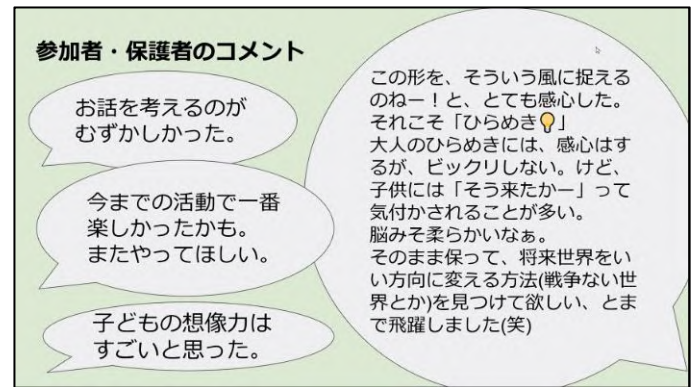 参加者・保護者のコメント
お話を考えるのが
むずかしかった。
今までの活動で一番
楽しかったかも。
またやってほしい。
子どもの想像力は
すごいと思った。
この形を、そういう風に捉える
のねー！と、とても感心した。
それこそ「ひらめき💡」
大人のひらめきには、感心はす
るが、ビックリしない。けど、
子供には「そう来たかー」って
気付かされることが多い。
脳みそ柔らかいなぁ。
そのまま保って、将来世界をい
い方向に変える方法(戦争ない世
界とか)を見つけて欲しい、とま
で飛躍しました(笑)